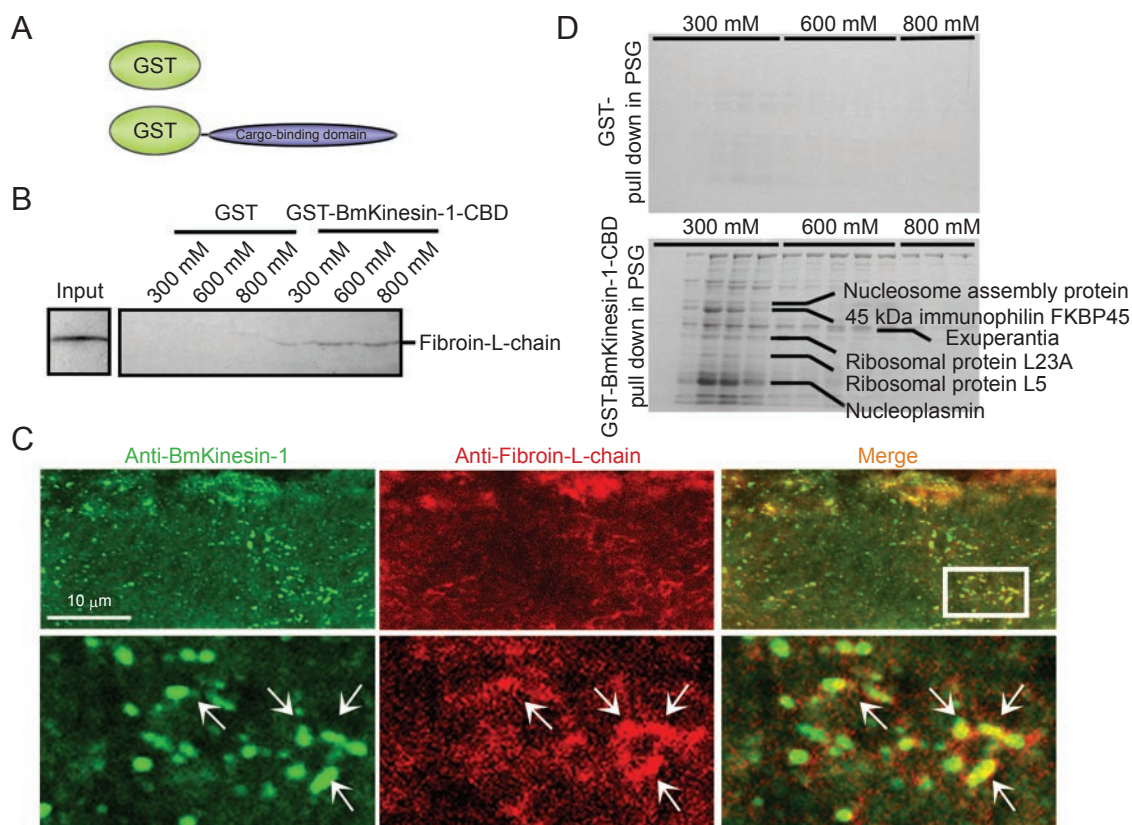 A
GST
GST
Cargo-binding domain
B
GST
GST-BmKinesin-1-CBD
300 mM
600 mM
800 mM
300 mM
600 mM
800 mM
Input
Fibroin-L-chain
C
Anti-BmKinesin-1
Anti-Fibroin-L-chain
Merge
10 μm
D
300 mM
600 mM
800 mM
GST-
pull down in PSG
300 mM
600 mM
800 mM
GST-BmKinesin-1-CBD
pull down in PSG
Nucleosome assembly protein
45 kDa immunophilin FKBP45
Exuperantia
Ribosomal protein L23A
Ribosomal protein L5
Nucleoplasmin